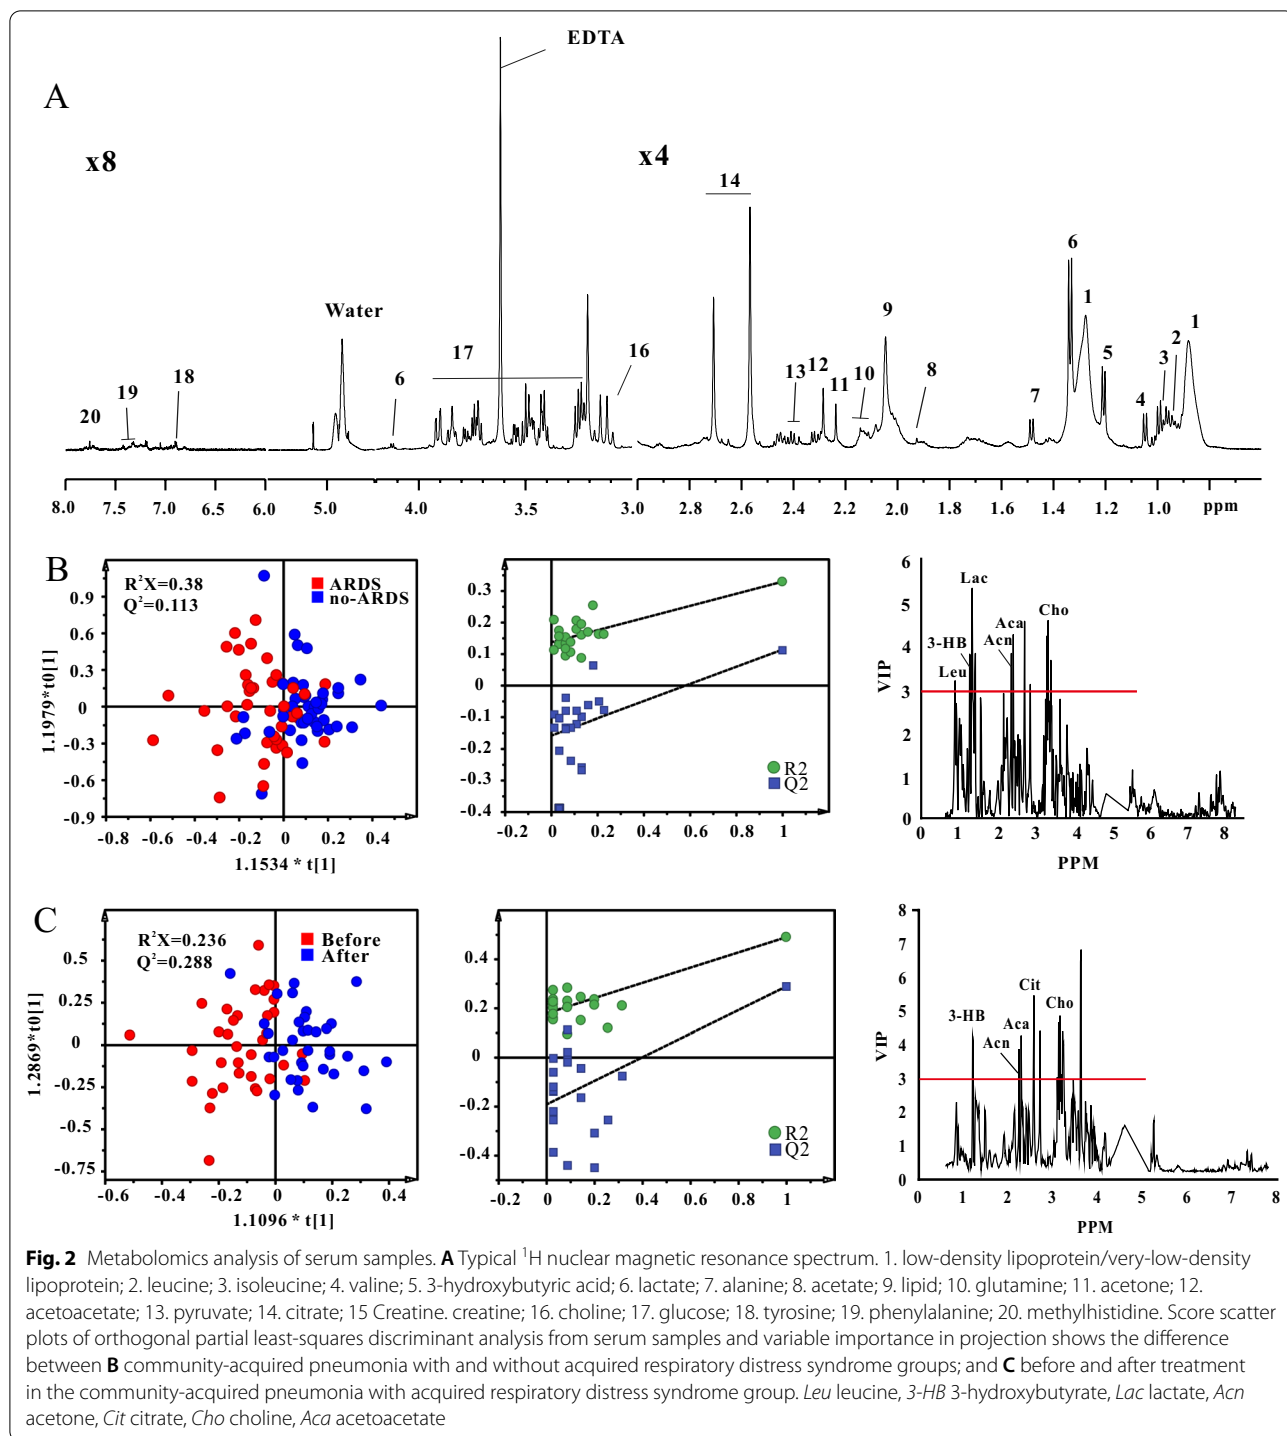 A
EDTA
x8
x4
14
6
Water
1
9
1
17
16
12
5
3
2
13
11
10
8
7
4
6
18
19
20
8.0 7.5 7.0 6.5 6.0 5.0 4.0 3.5 3.0 2.8 2.6 2.4 2.2 2.0 1.8 1.6 1.4 1.2 1.0 ppm
B
R²X=0.38
Q²=0.113
ARDS
no-ARDS
0.9
0.6
0.3
0
-0.3
-0.6
-0.9
-0.8 -0.6 -0.4 -0.2 0 0.2 0.4 0.6
1.1979*t0[1]
1.1534 * t[1]
0.3
0.2
0.1
0
-0.1
-0.2
-0.3
-0.4
-0.2 0 0.2 0.4 0.6 0.8 1
R2
Q2
6
5
4
3
2
1
0
0 1 2 3 4 5 6 7 8
VIP
PPM
Lac
Cho
Aca
3-HB
Acn
Leu
C
R²X=0.236
Q²=0.288
Before
After
0.5
0.25
0
-0.25
-0.5
-0.75
-0.6 -0.4 -0.2 0 0.2 0.4
1.2869*t0[1]
1.1096 * t[1]
0.4
0.2
0
-0.2
-0.4
-0.2 0 0.2 0.4 0.6 0.8 1
R2
Q2
8
7
6
5
4
3
2
1
0
0 1 2 3 4 5 6 7 8
VIP
PPM
Cit
Cho
3-HB
Aca
Acn
Fig. 2 Metabolomics analysis of serum samples. A Typical ¹H nuclear magnetic resonance spectrum. 1. low-density lipoprotein/very-low-density
lipoprotein; 2. leucine; 3. isoleucine; 4. valine; 5. 3-hydroxybutyric acid; 6. lactate; 7. alanine; 8. acetate; 9. lipid; 10. glutamine; 11. acetone; 12.
acetoacetate; 13. pyruvate; 14. citrate; 15 Creatine. creatine; 16. choline; 17. glucose; 18. tyrosine; 19. phenylalanine; 20. methylhistidine. Score scatter
plots of orthogonal partial least-squares discriminant analysis from serum samples and variable importance in projection shows the difference
between B community-acquired pneumonia with and without acquired respiratory distress syndrome groups; and C before and after treatment
in the community-acquired pneumonia with acquired respiratory distress syndrome group. Leu leucine, 3-HB 3-hydroxybutyrate, Lac lactate, Acn
acetone, Cit citrate, Cho choline, Aca acetoacetate